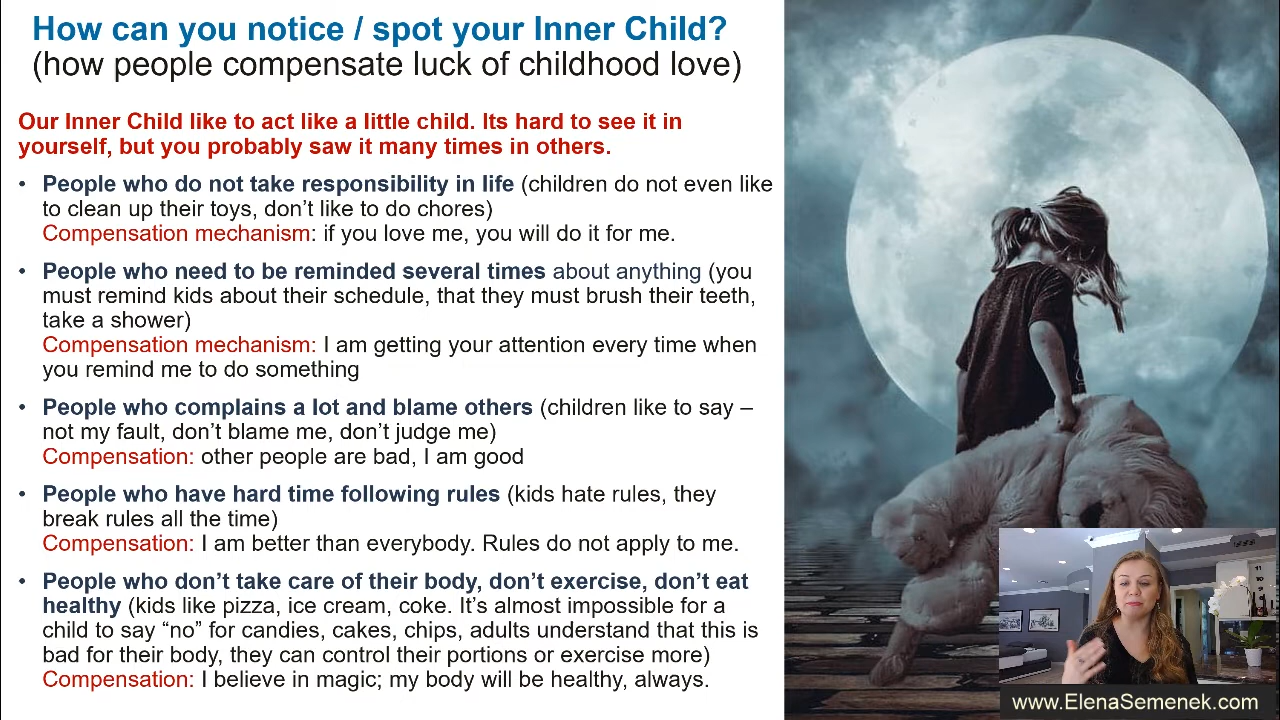 How can you notice / spot your Inner Child?
(how people compensate luck of childhood love)
Our Inner Child like to act like a little child. Its hard to see it in
yourself, but you probably saw it many times in others.
• People who do not take responsibility in life (children do not even like
to clean up their toys, don’t like to do chores)
Compensation mechanism: if you love me, you will do it for me.
• People who need to be reminded several times about anything (you
must remind kids about their schedule, that they must brush their teeth,
take a shower)
Compensation mechanism: I am getting your attention every time when
you remind me to do something
• People who complains a lot and blame others (children like to say –
not my fault, don’t blame me, don’t judge me)
Compensation: other people are bad, I am good
• People who have hard time following rules (kids hate rules, they
break rules all the time)
Compensation: I am better than everybody. Rules do not apply to me.
• People who don’t take care of their body, don’t exercise, don’t eat
healthy (kids like pizza, ice cream, coke. It’s almost impossible for a
child to say “no” for candies, cakes, chips, adults understand that this is
bad for their body, they can control their portions or exercise more)
Compensation: I believe in magic; my body will be healthy, always.
www.ElenaSemenek.com